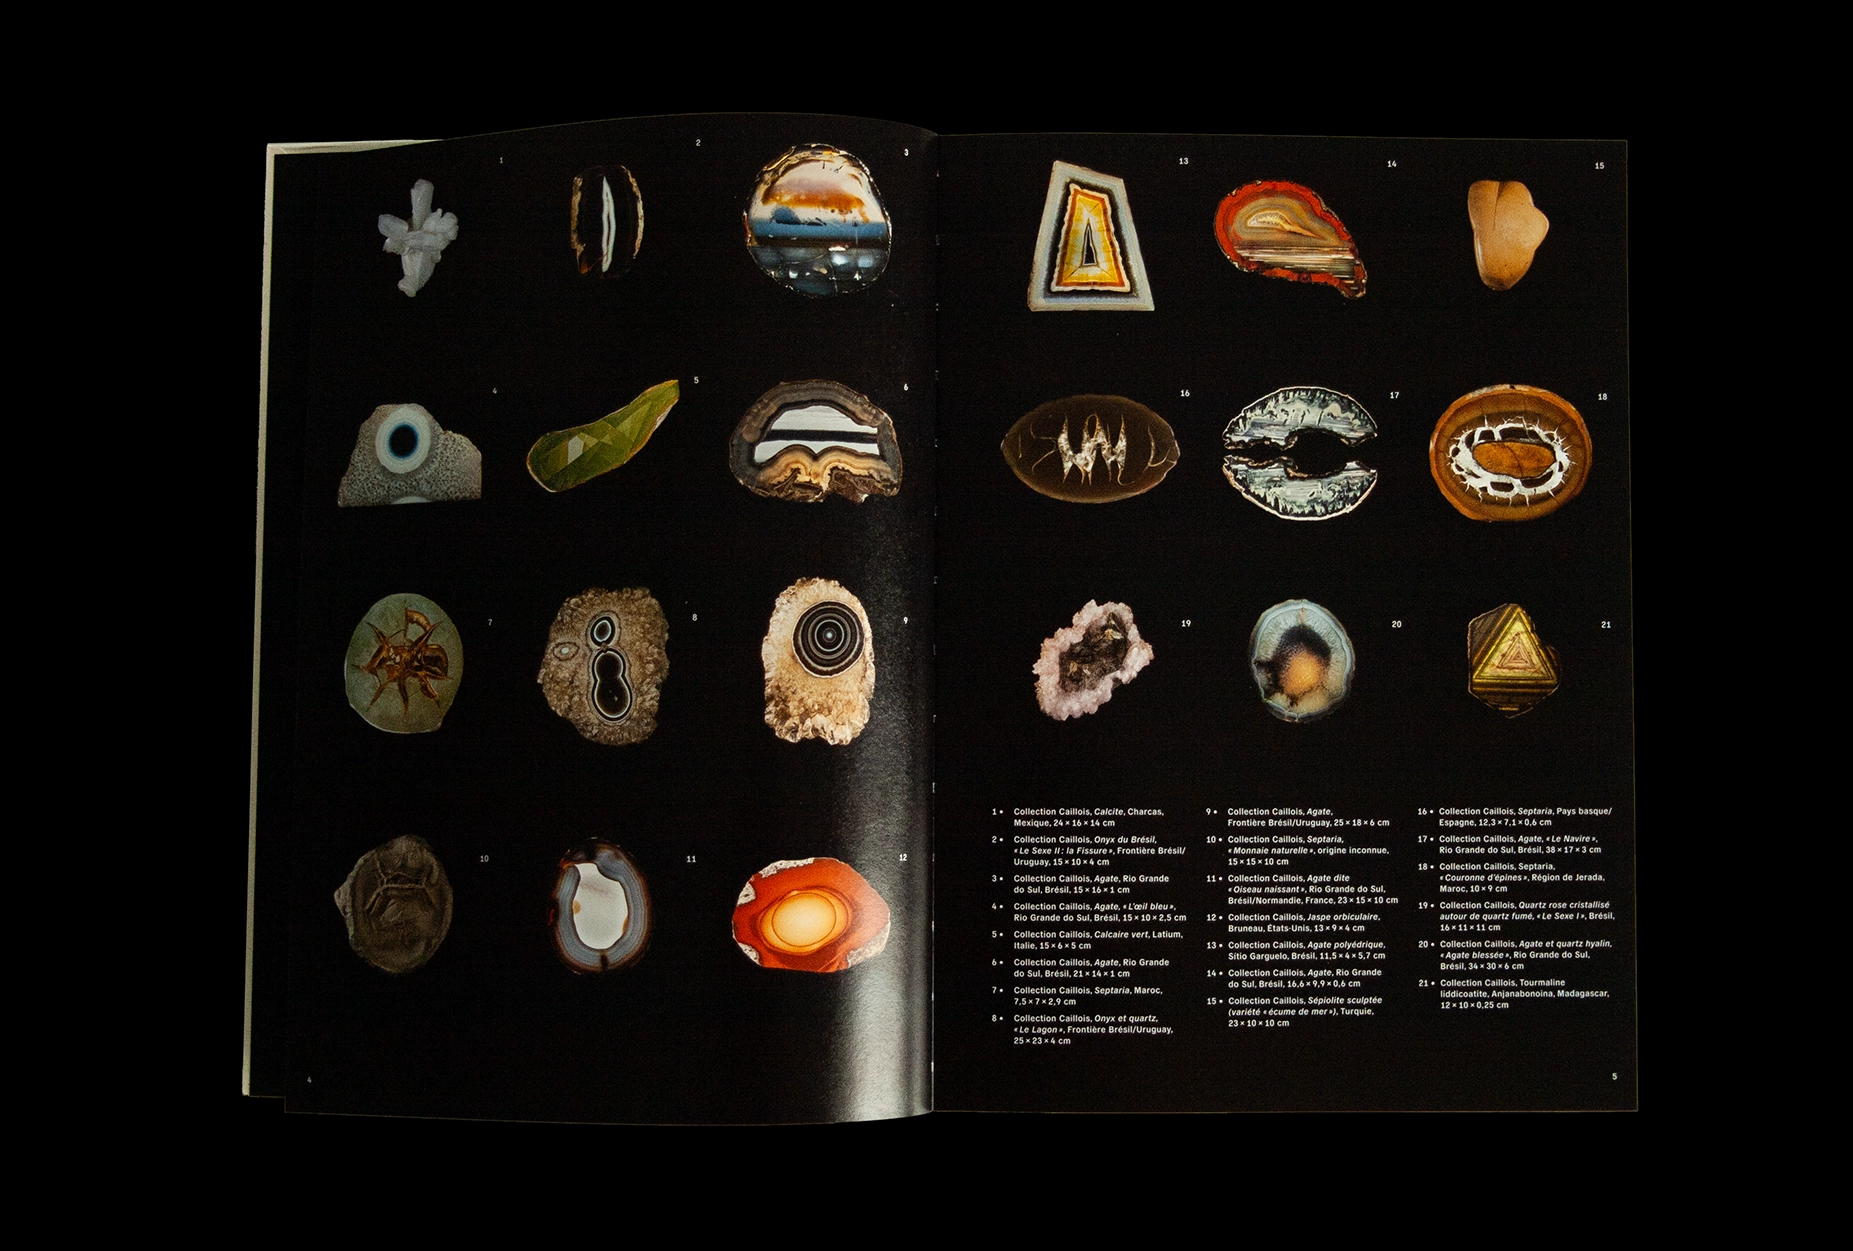 1
2
3
4
5
6
7
8
9
10
11
12
4
13
14
15
16
17
18
19
20
21
1 • Collection Caillois, Calcite, Charcas,
Mexique, 24 × 16 × 14 cm
2 • Collection Caillois, Onyx du Brésil,
« Le Sexe II : la Fissure », Frontière Brésil/
Uruguay, 15 × 10 × 4 cm
3 • Collection Caillois, Agate, Rio Grande
do Sul, Brésil, 15 × 16 × 1 cm
4 • Collection Caillois, Agate, « L'œil bleu »,
Rio Grande do Sul, Brésil, 15 × 10 × 2,5 cm
5 • Collection Caillois, Calcaire vert, Latium,
Italie, 15 × 6 × 5 cm
6 • Collection Caillois, Agate, Rio Grande
do Sul, Brésil, 21 × 14 × 1 cm
7 • Collection Caillois, Septaria, Maroc,
7,5 × 7 × 2,9 cm
8 • Collection Caillois, Onyx et quartz,
« Le Lagon », Frontière Brésil/Uruguay,
25 × 23 × 4 cm
9 • Collection Caillois, Agate,
Frontière Brésil/Uruguay, 25 × 18 × 6 cm
10 • Collection Caillois, Septaria,
« Monnaie naturelle », origine inconnue,
15 × 15 × 10 cm
11 • Collection Caillois, Agate dite
« Oiseau naissant », Rio Grande do Sul,
Brésil/Normandie, France, 23 × 15 × 10 cm
12 • Collection Caillois, Jaspe orbiculaire,
Bruneau, États-Unis, 13 × 9 × 4 cm
13 • Collection Caillois, Agate polyédrique,
Sitio Garguelo, Brésil, 11,5 × 4 × 5,7 cm
14 • Collection Caillois, Agate, Rio Grande
do Sul, Brésil, 16,6 × 9,9 × 0,6 cm
15 • Collection Caillois, Sépiolite sculptée
(variété « écume de mer »), Turquie,
23 × 10 × 10 cm
16 • Collection Caillois, Septaria, Pays basque/
Espagne, 12,3 × 7,1 × 0,6 cm
17 • Collection Caillois, Agate, « Le Navire »,
Rio Grande do Sul, Brésil, 38 × 17 × 3 cm
18 • Collection Caillois, Septaria,
« Couronne d'épines », Région de Jerada,
Maroc, 10 × 9 cm
19 • Collection Caillois, Quartz rose cristallisé
autour de quartz fumé, « Le Sexe I », Brésil,
16 × 11 × 11 cm
20 • Collection Caillois, Agate et quartz hyalin,
« Agate blessée », Rio Grande do Sul,
Brésil, 34 × 30 × 6 cm
21 • Collection Caillois, Tourmaline
liddicoatite, Anjanabonoina, Madagascar,
12 × 10 × 0,25 cm
5